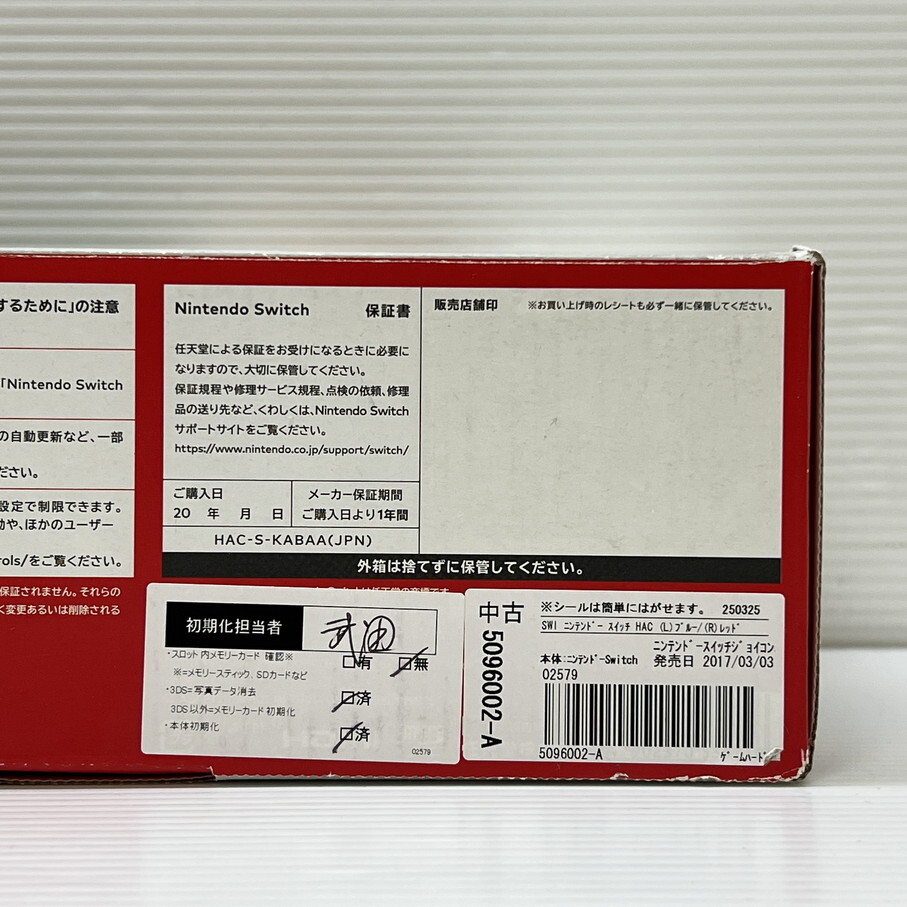 するために」の注意
「Nintendo Switch
の自動更新など、一部
ださい。
設定で制限できます。
動や、ほかのユーザー
rols/をご覧ください。
保証されません。それらの
く変更あるいは削除される
Nintendo Switch 保証書
任天堂による保証をお受けになるときに必要に
なりますので、大切に保管してください。
保証規程や修理サービス規程、点検の依頼、修理
品の送り先など、くわしくは、Nintendo Switch
サポートサイトをご覧ください。
https://www.nintendo.co.jp/support/switch/
ご購入日
20 年 月 日
メーカー保証期間
ご購入日より1年間
HAC-S-KABAA(JPN)
販売店舗印 ※お買い上げ時のレシートも必ず一緒に保管してください。
外箱は捨てずに保管してください。
初期化担当者
・スロット内メモリーカード 確認※ 有 無
※=メモリースティック、SDカードなど
・3DS=写真データ消去 済
3DS以外=メモリーカード初期化
・本体初期化 済
02579
中古 5096002-A
※シールは簡単にはがせます。 250325
SWI ニンテンドー スイッチ HAC (L)ブルー/(R)レッド
ニンテンドースイッチジョイコン
本体:ニンテンドーSwitch 発売日 2017/03/03
02579
5096002-A ゲームハード